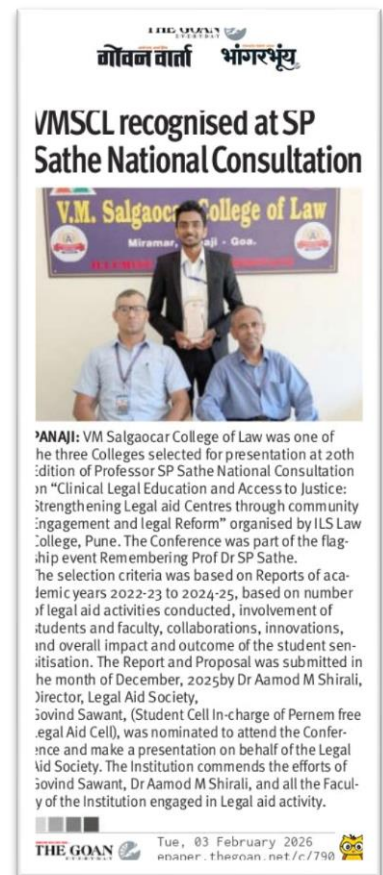 THE GOAN
EVERYDAY
गोंवन वार्ता भांगरभूंय
VMSCL recognised at SP
Sathe National Consultation
V.M. Salgaocar College of Law
Miramar, Panaji - Goa.
PANAJI: VM Salgaocar College of Law was one of
he three Colleges selected for presentation at 20th
Edition of Professor SP Sathe National Consultation
on “Clinical Legal Education and Access to Justice:
Strengthening Legal aid Centres through community
Engagement and legal Reform” organised by ILS Law
College, Pune. The Conference was part of the flag-
ship event Remembering Prof Dr SP Sathe.
The selection criteria was based on Reports of aca-
demic years 2022-23 to 2024-25, based on number
of legal aid activities conducted, involvement of
students and faculty, collaborations, innovations,
and overall impact and outcome of the student sen-
sitisation. The Report and Proposal was submitted in
he month of December, 2025by Dr Aamod M Shirali,
Director, Legal Aid Society,
Govind Sawant, (Student Cell In-charge of Pernem free
Legal Aid Cell), was nominated to attend the Confer-
ence and make a presentation on behalf of the Legal
Aid Society. The Institution commends the efforts of
Govind Sawant, Dr Aamod M Shirali, and all the Facul-
y of the Institution engaged in Legal aid activity.
THE GOAN
EVERYDAY
Tue, 03 February 2026
epaper.thegoan.net/c/790